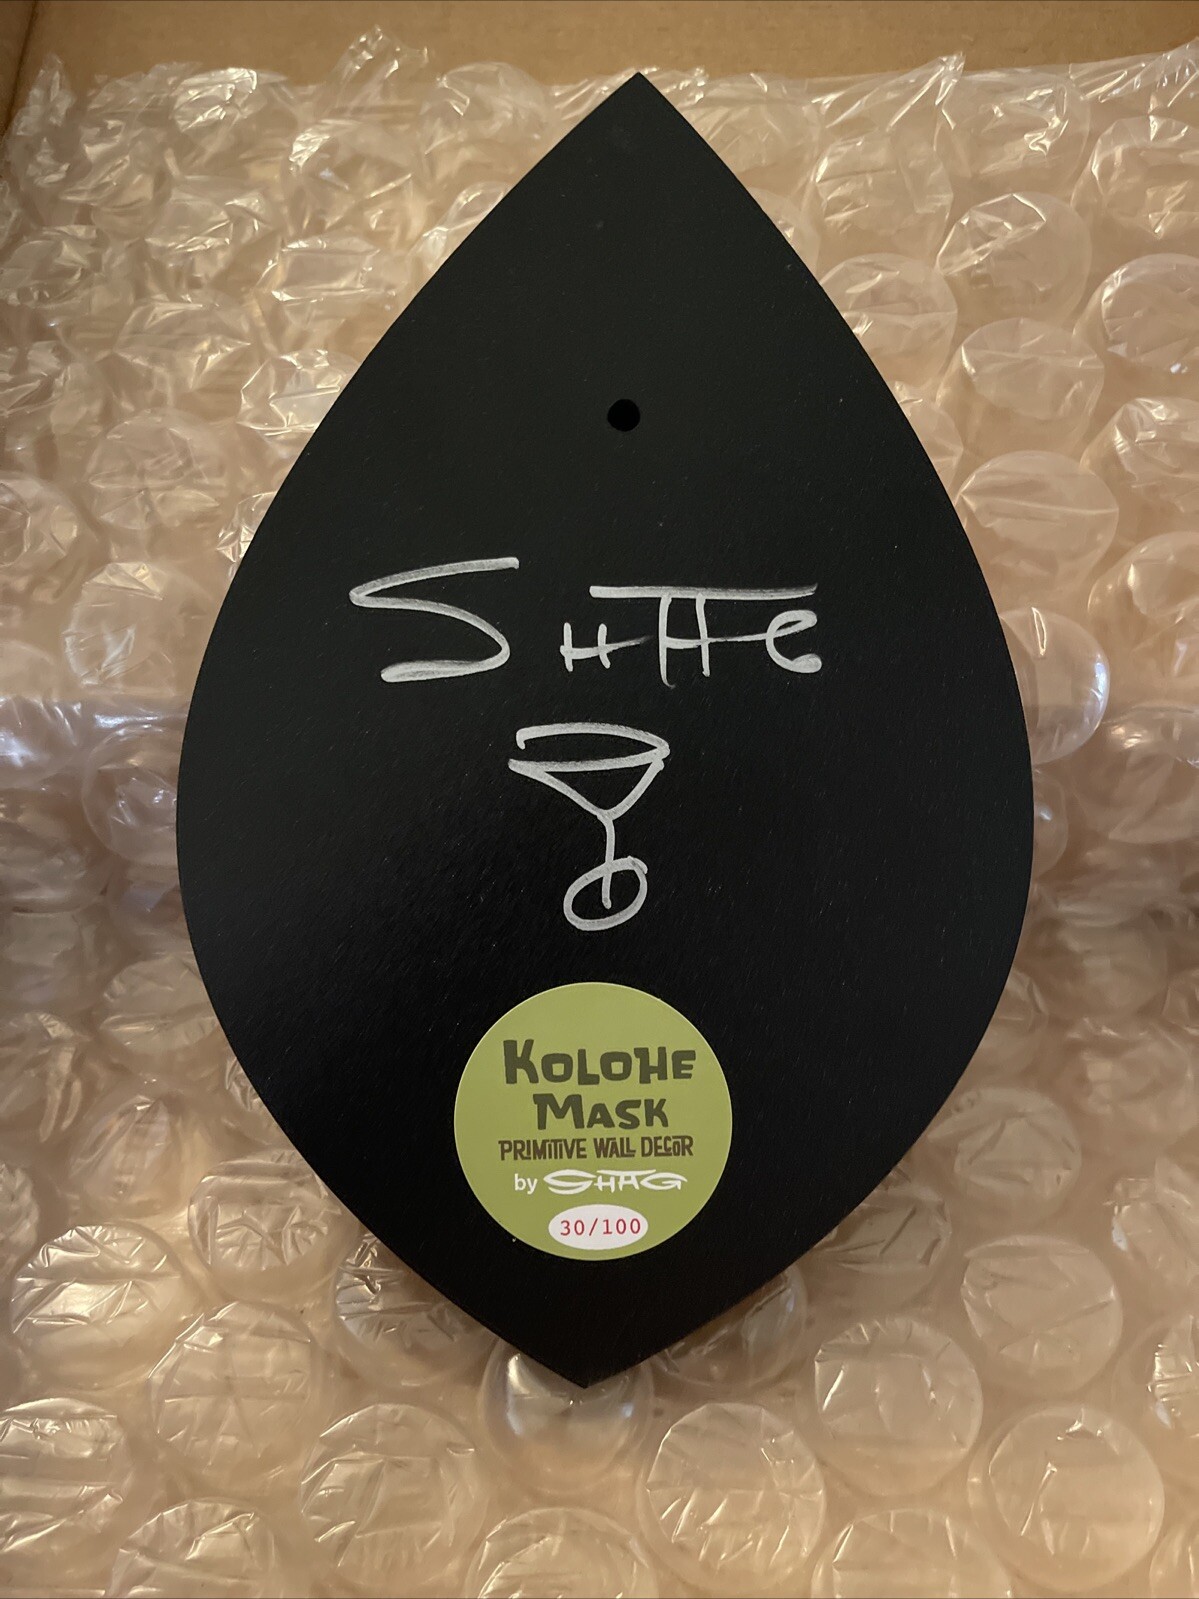 SHAG
KOLOHE
MASK
PRIMITIVE WALL DECOR
by SHAG
30/100